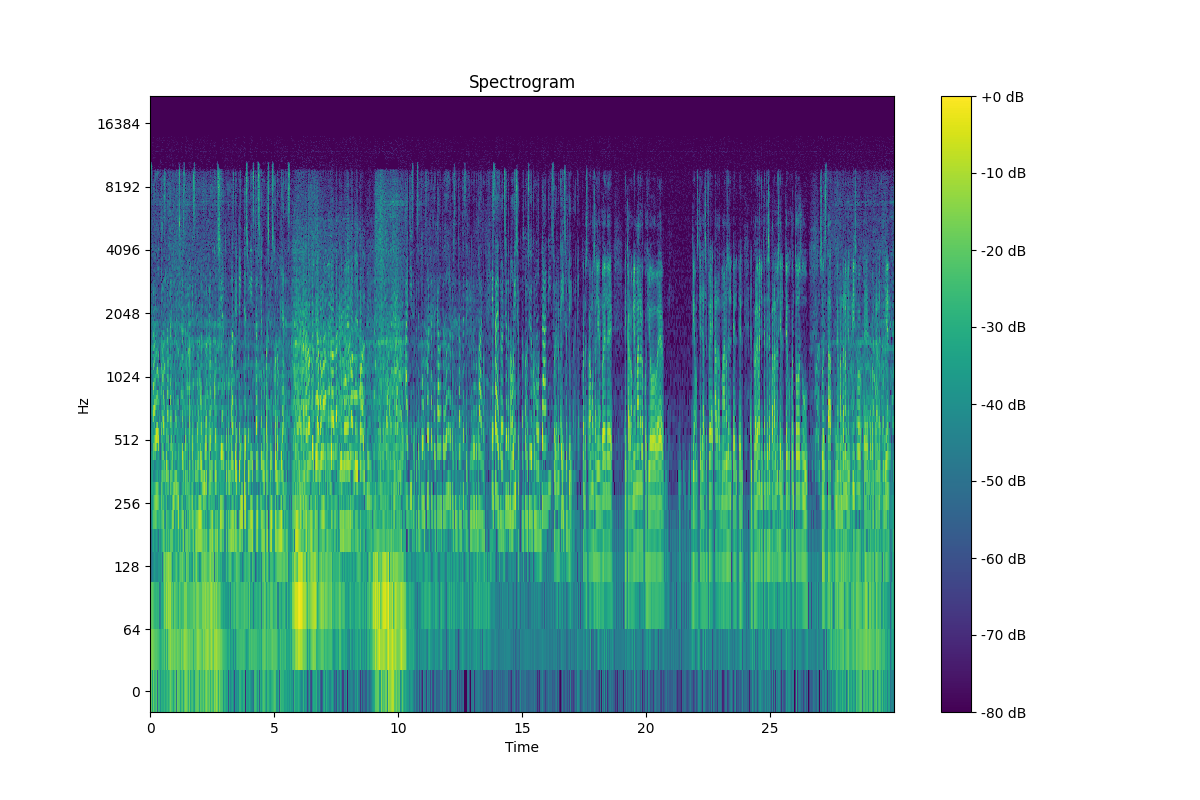 Spectrogram
16384
8192
4096
2048
1024
512
256
128
64
0
Hz
0
5
10
15
20
25
Time
+0 dB
-10 dB
-20 dB
-30 dB
-40 dB
-50 dB
-60 dB
-70 dB
-80 dB